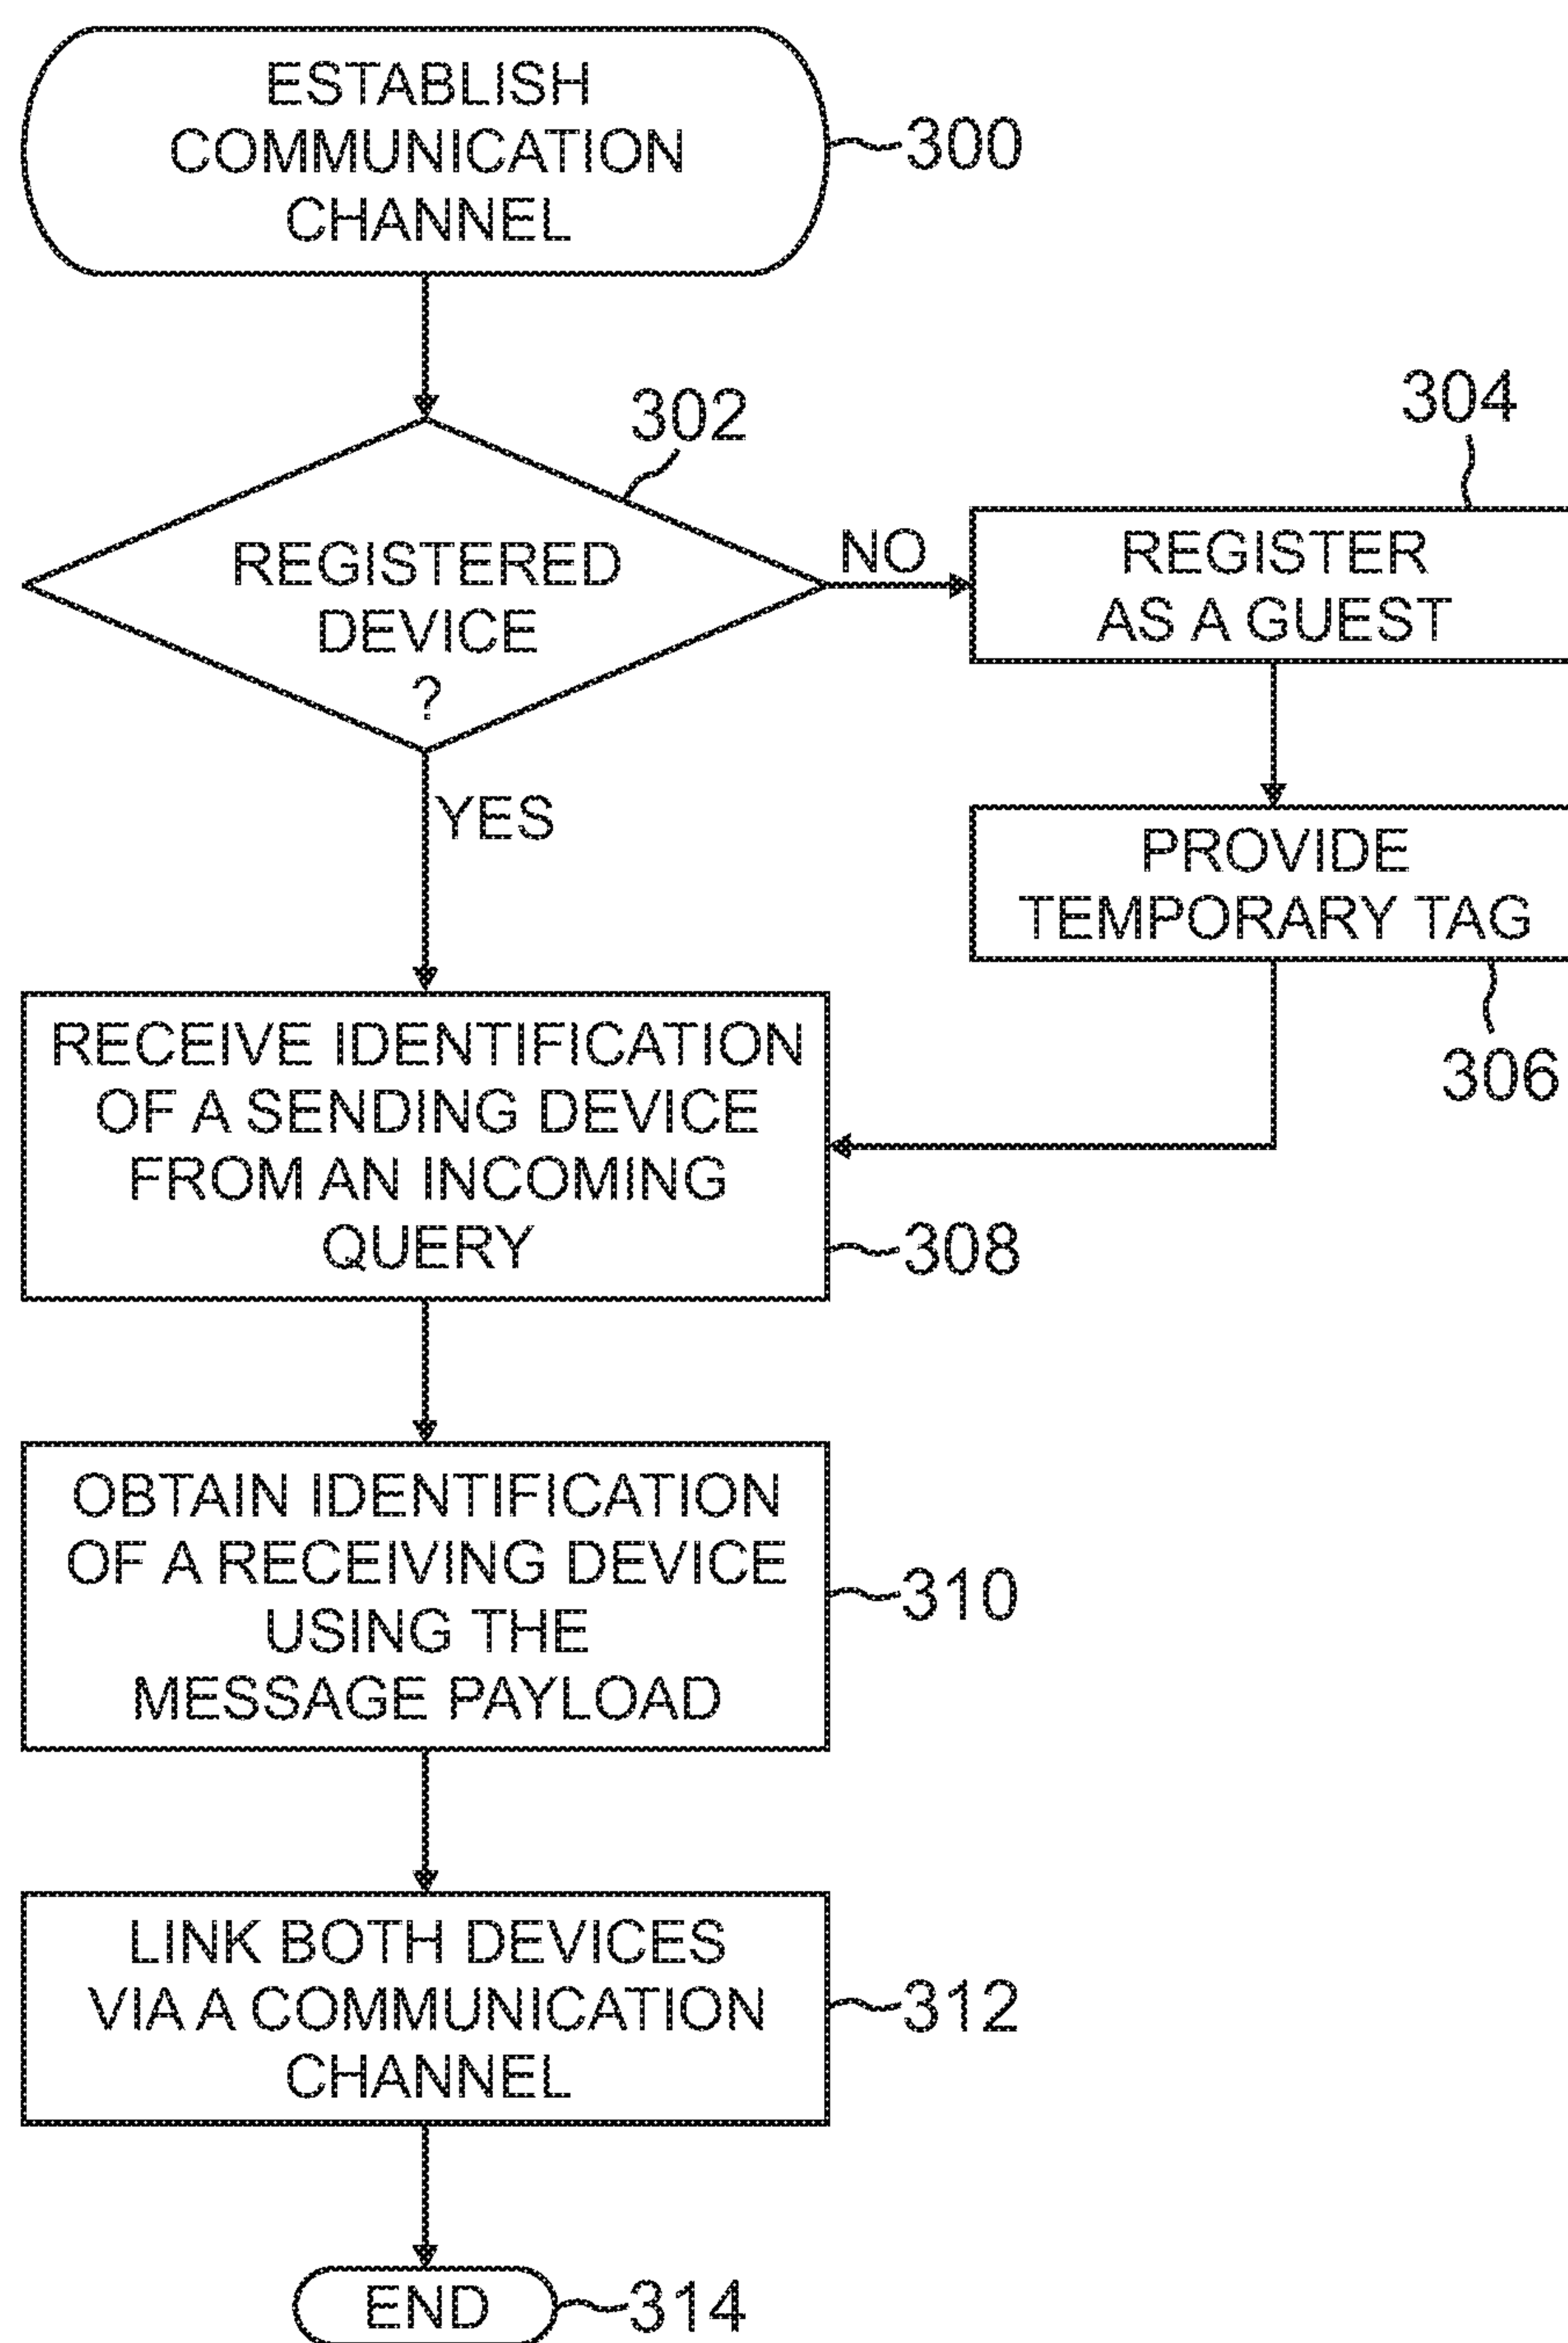 ESTABLISH
COMMUNICATION
CHANNEL
300
302
REGISTERED
DEVICE
?
NO
304
REGISTER
AS A GUEST
YES
PROVIDE
TEMPORARY TAG
306
RECEIVE IDENTIFICATION
OF A SENDING DEVICE
FROM AN INCOMING
QUERY
308
OBTAIN IDENTIFICATION
OF A RECEIVING DEVICE
USING THE
MESSAGE PAYLOAD
310
LINK BOTH DEVICES
VIA A COMMUNICATION
CHANNEL
312
END
314